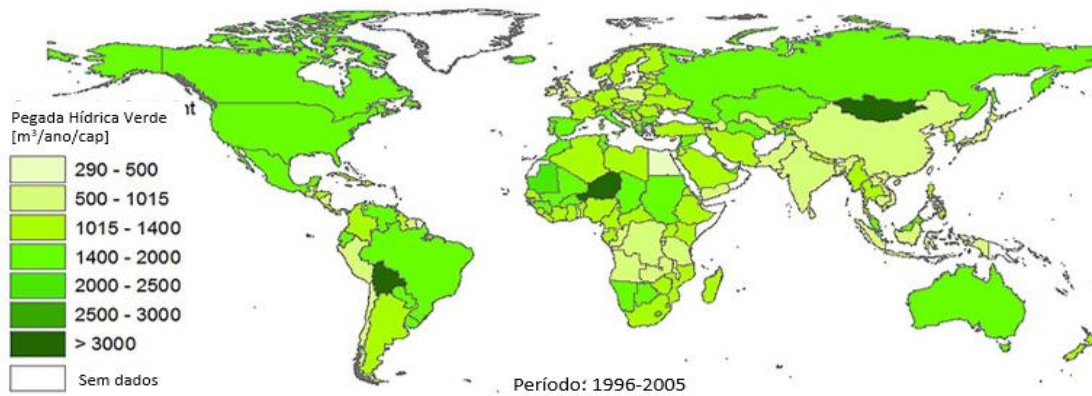 nt
Pegada Hídrica Verde
[m³/ano/cap]
290 - 500
500 - 1015
1015 - 1400
1400 - 2000
2000 - 2500
2500 - 3000
> 3000
Sem dados
Período: 1996-2005